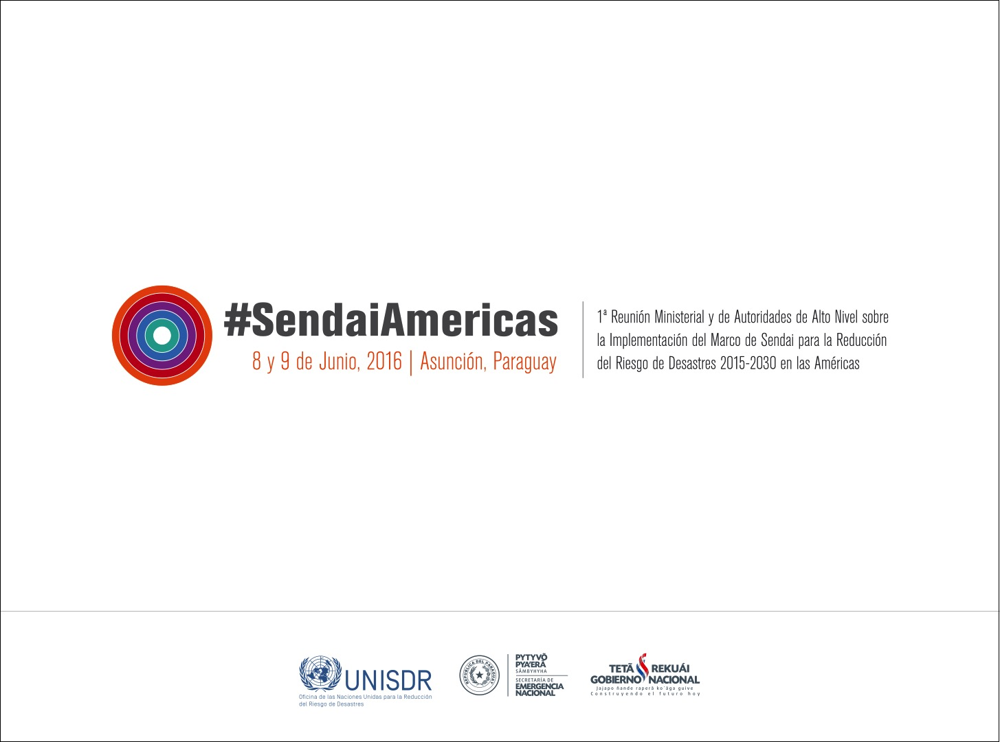 #SendaiAmericas
8 y 9 de Junio, 2016 | Asunción, Paraguay
1ª Reunión Ministerial y de Autoridades de Alto Nivel sobre
la Implementación del Marco de Sendai para la Reducción
del Riesgo de Desastres 2015-2030 en las Américas
UNISDR
Oficina de las Naciones Unidas para la Reducción
del Riesgo de Desastres
REPÚBLICA DEL PARAGUAY
PYTYVÕ
PYA'ERÃ
SÃMBYHYHA
SECRETARÍA DE
EMERGENCIA
NACIONAL
TETÃ REKUÁI
GOBIERNO NACIONAL
Jajapo ñande raperã ko'ãga guive
Construyendo el futuro hoy